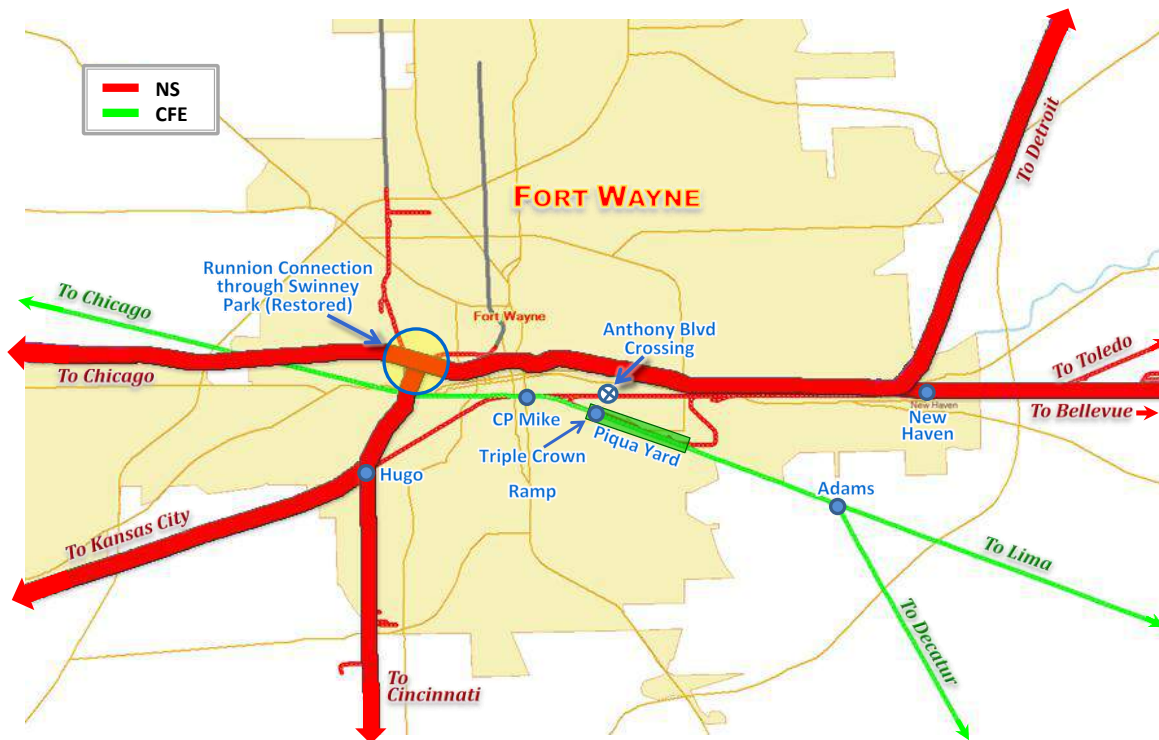 NS
CFE
FORT WAYNE
To Detroit
Runnion Connection
through Swinney
Park (Restored)
To Chicago
Fort Wayne
Anthony Blvd
Crossing
To Chicago
To Toledo
To Bellevue
New Haven
New
Haven
CP Mike
Triple Crown
Ramp
Piqua Yard
Hugo
Adams
To Kansas City
To Lima
To Decatur
To
Cincinnati